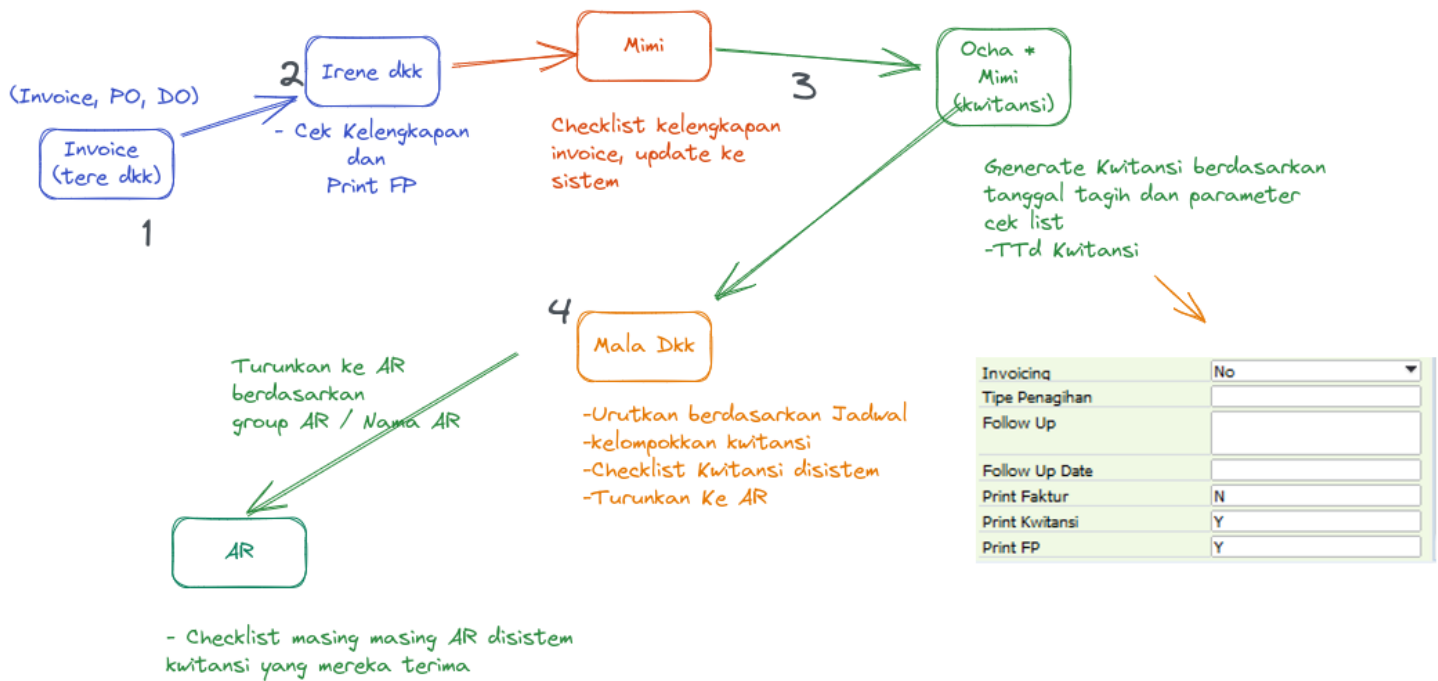 (Invoice, PO, DO)
Invoice
(tere dkk)
1
2
Irene dkk
- Cek Kelengkapan
dan
Print FP
Mimi
Checklist kelengkapan
invoice, update ke
sistem
3
Ocha *
Mimi
(kwitansi)
Generate Kwitansi berdasarkan
tanggal tagih dan parameter
cek list
-TTd Kwitansi
Invoicing No
Tipe Penagihan
Follow Up
Follow Up Date
Print Faktur N
Print Kwitansi Y
Print FP Y
4
Mala Dkk
-Urutkan berdasarkan Jadwal
-kelompokkan kwitansi
-Checklist Kwitansi disistem
-Turunkan Ke AR
Turunkan ke AR
berdasarkan
group AR / Nama AR
AR
- Checklist masing masing AR disistem
kwitansi yang mereka terima